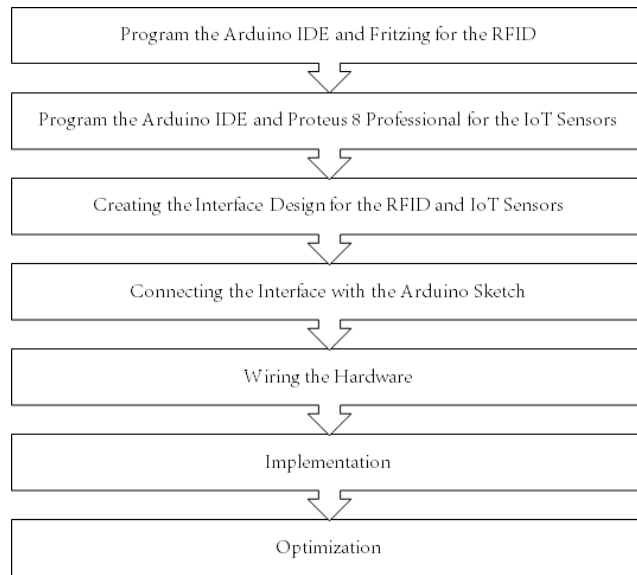 Program the Arduino IDE and Fritzing for the RFID
Program the Arduino IDE and Proteus 8 Professional for the IoT Sensors
Creating the Interface Design for the RFID and IoT Sensors
Connecting the Interface with the Arduino Sketch
Wiring the Hardware
Implementation
Optimization